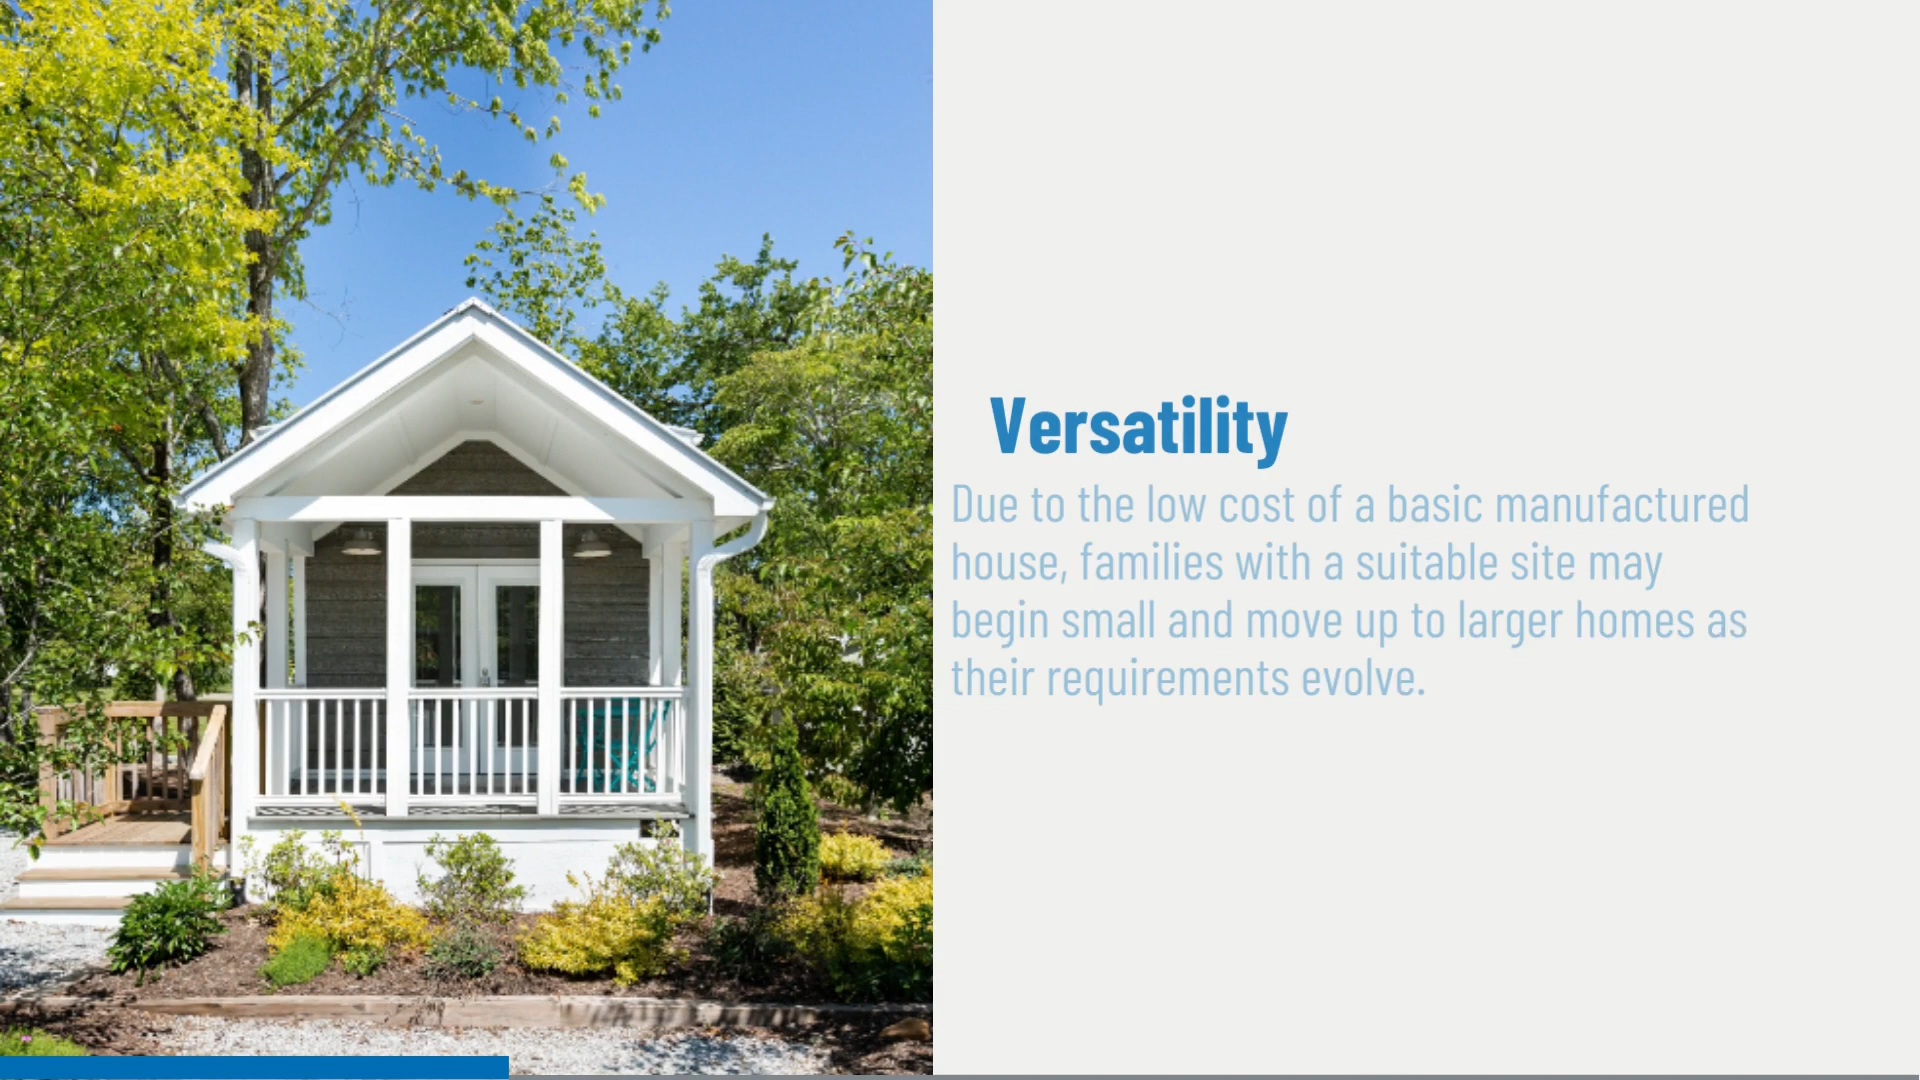 Versatility
Due to the low cost of a basic manufactured
house, families with a suitable site may
begin small and move up to larger homes as
their requirements evolve.